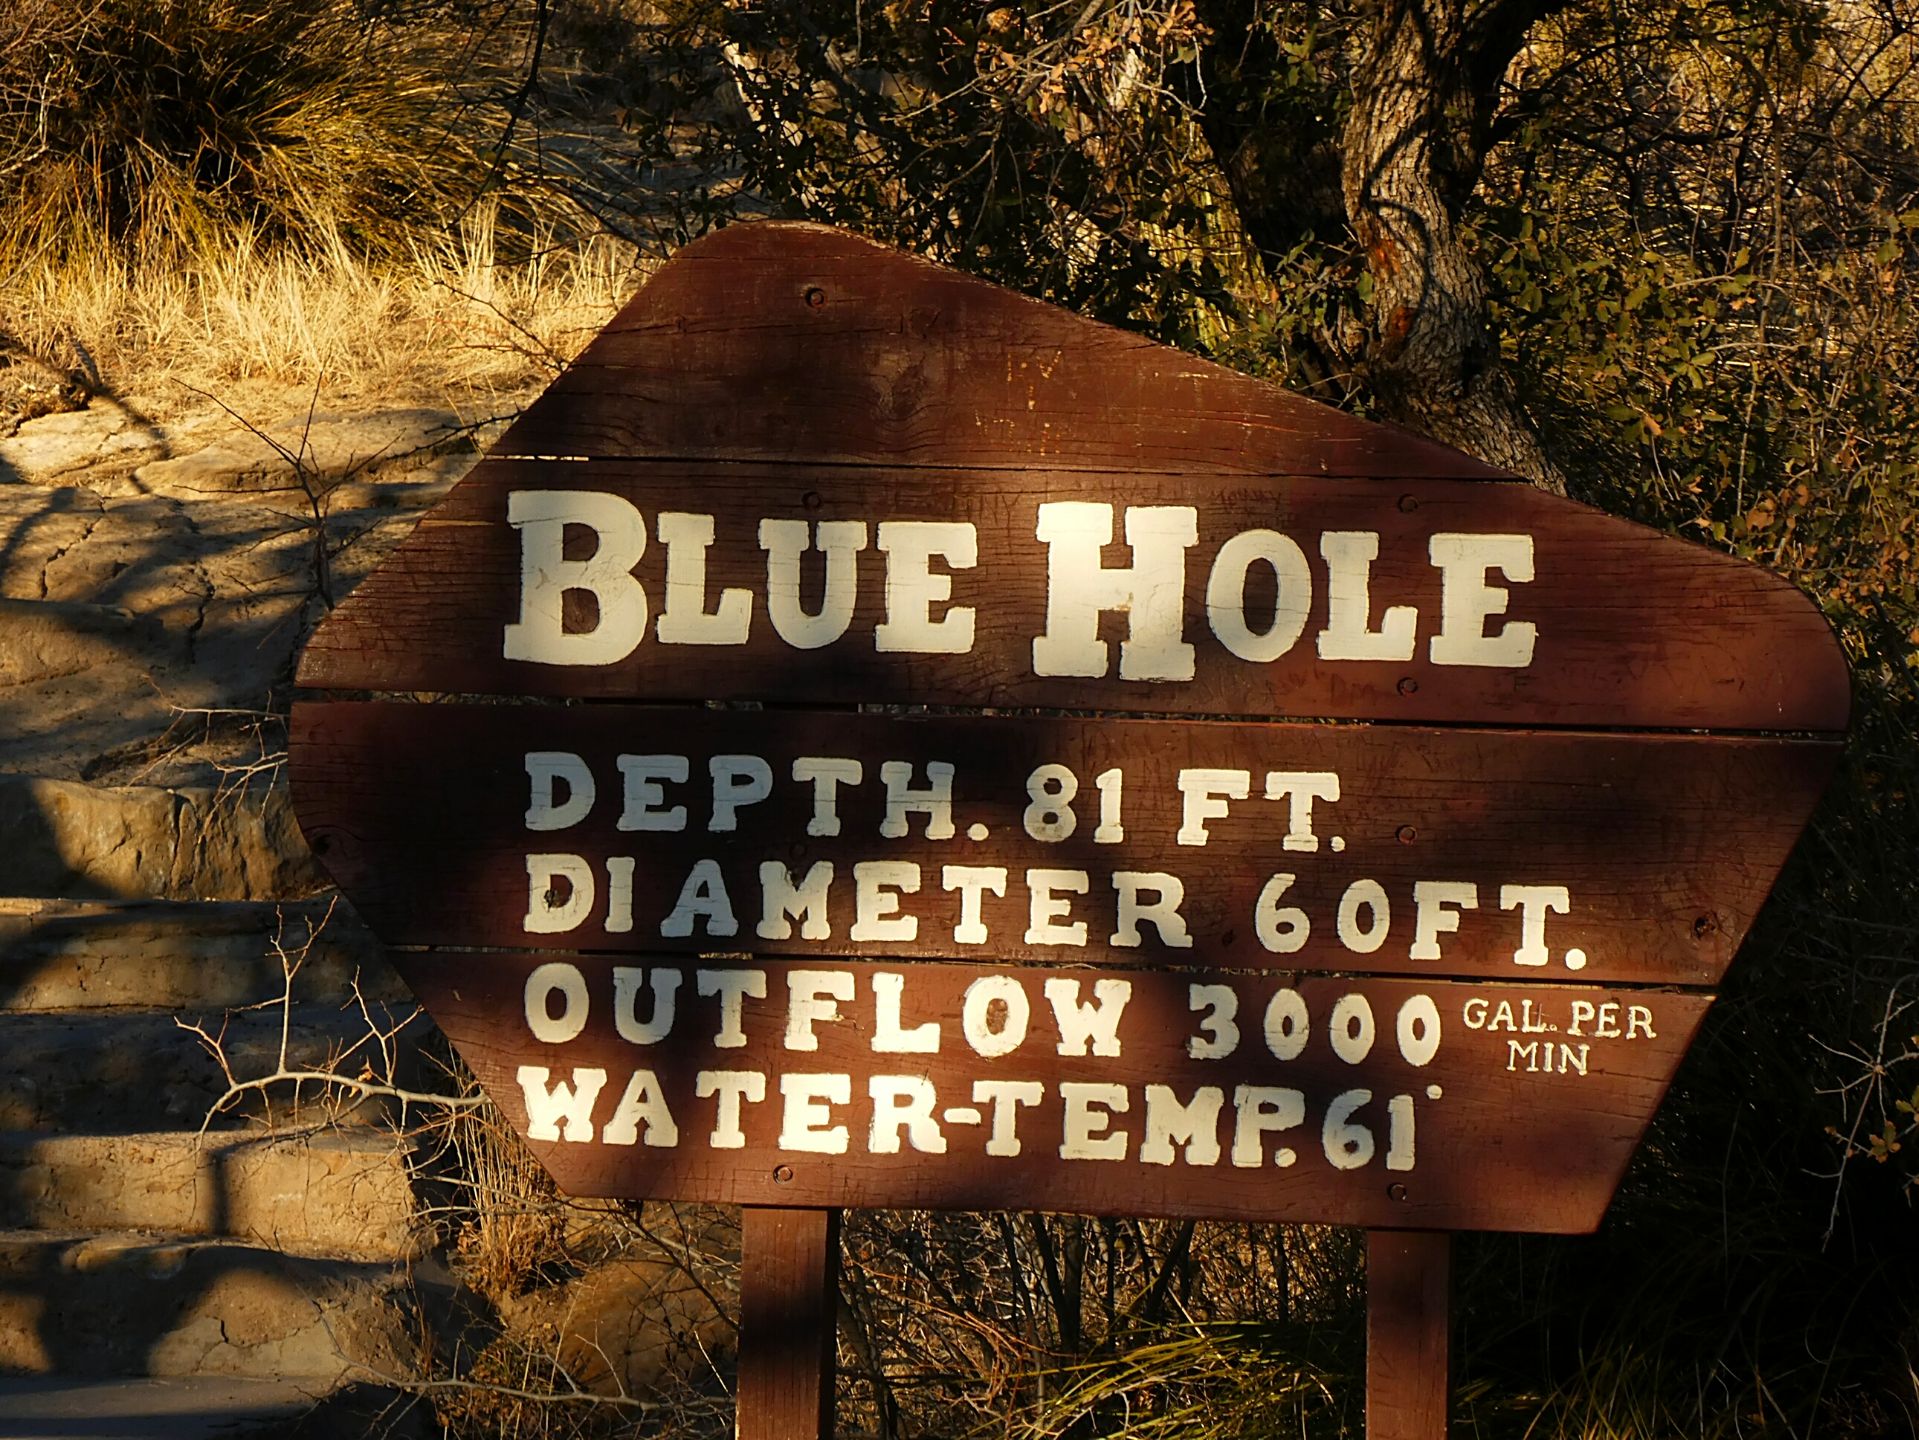 BLUE HOLE
DEPTH. 81 FT.
DIAMETER 60FT.
OUTFLOW 3000 GAL. PER MIN
WATER-TEMP. 61°